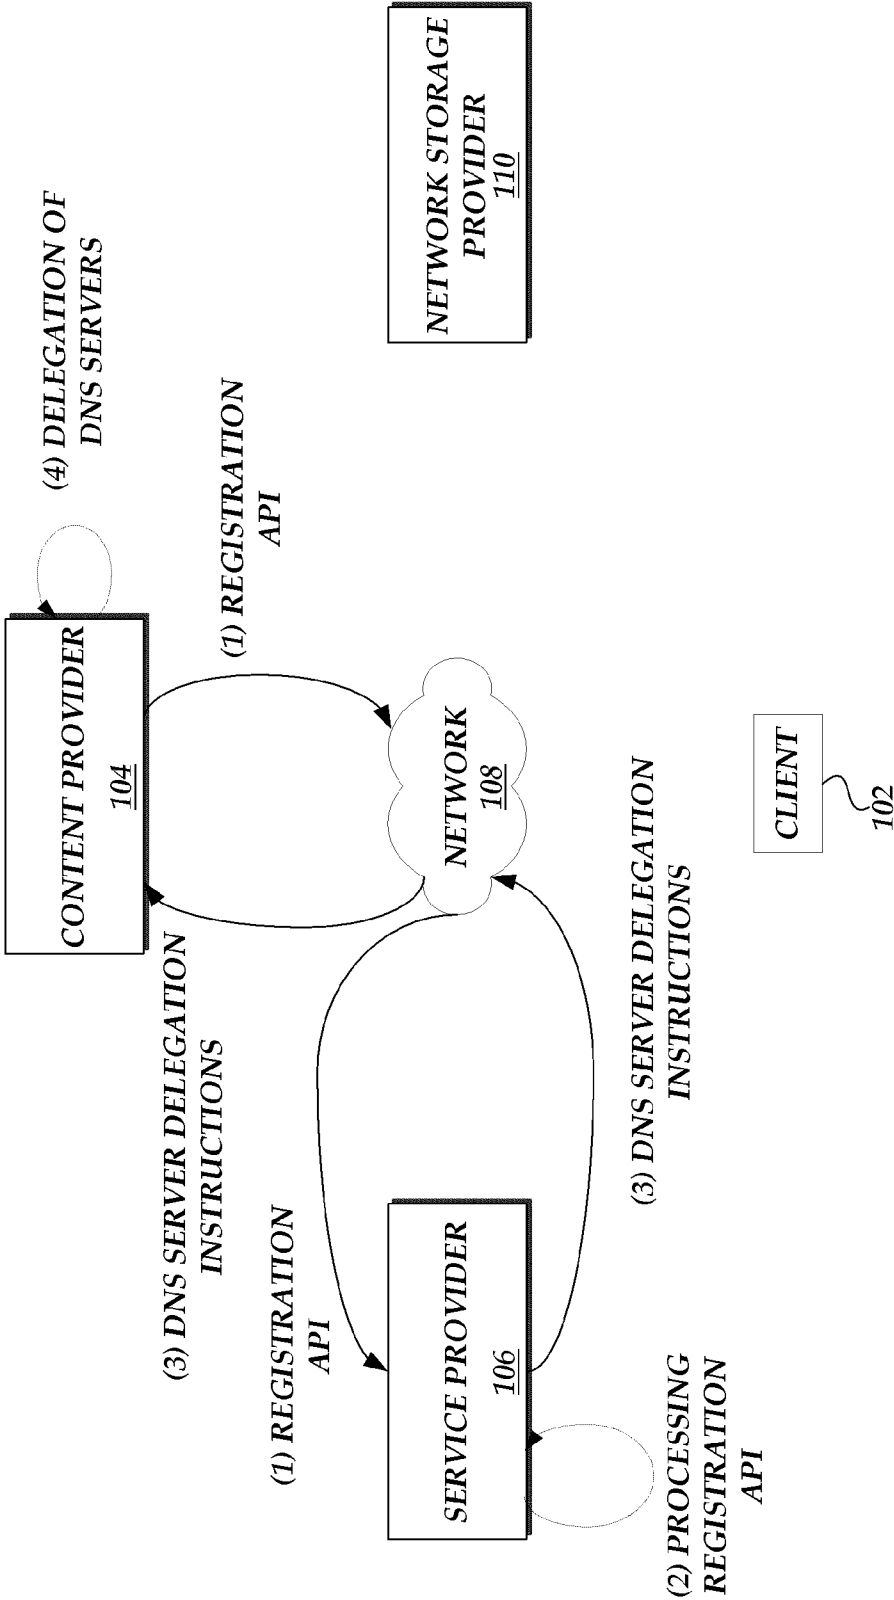 (4) DELEGATION OF
DNS SERVERS
CONTENT PROVIDER
104
(3) DNS SERVER DELEGATION
INSTRUCTIONS
(1) REGISTRATION
API
(1) REGISTRATION
API
SERVICE PROVIDER
106
NETWORK
108
NETWORK STORAGE
PROVIDER
110
(2) PROCESSING
REGISTRATION
API
(3) DNS SERVER DELEGATION
INSTRUCTIONS
CLIENT
102